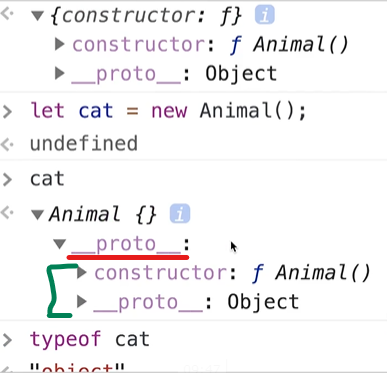 {constructor: ƒ} i
constructor: ƒ Animal()
__proto__: Object
let cat = new Animal();
undefined
cat
Animal {} i
__proto__:
constructor: ƒ Animal()
__proto__: Object
typeof cat
"object"